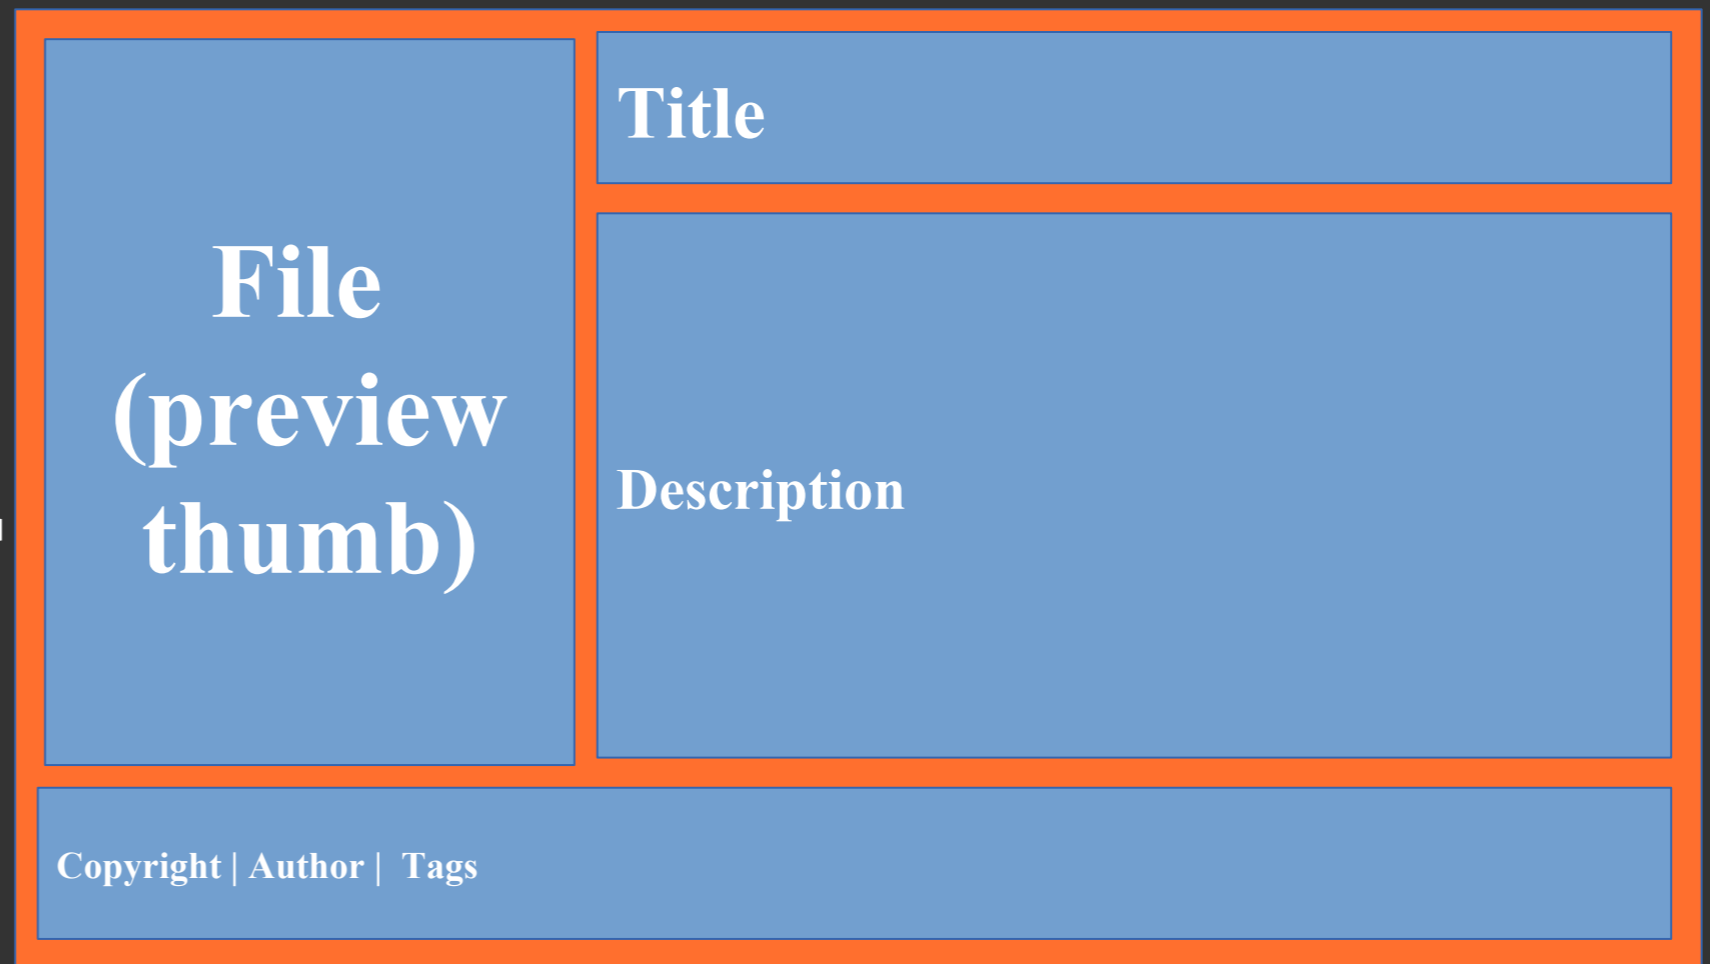 File
(preview
thumb)
Title
Description
Copyright | Author |  Tags